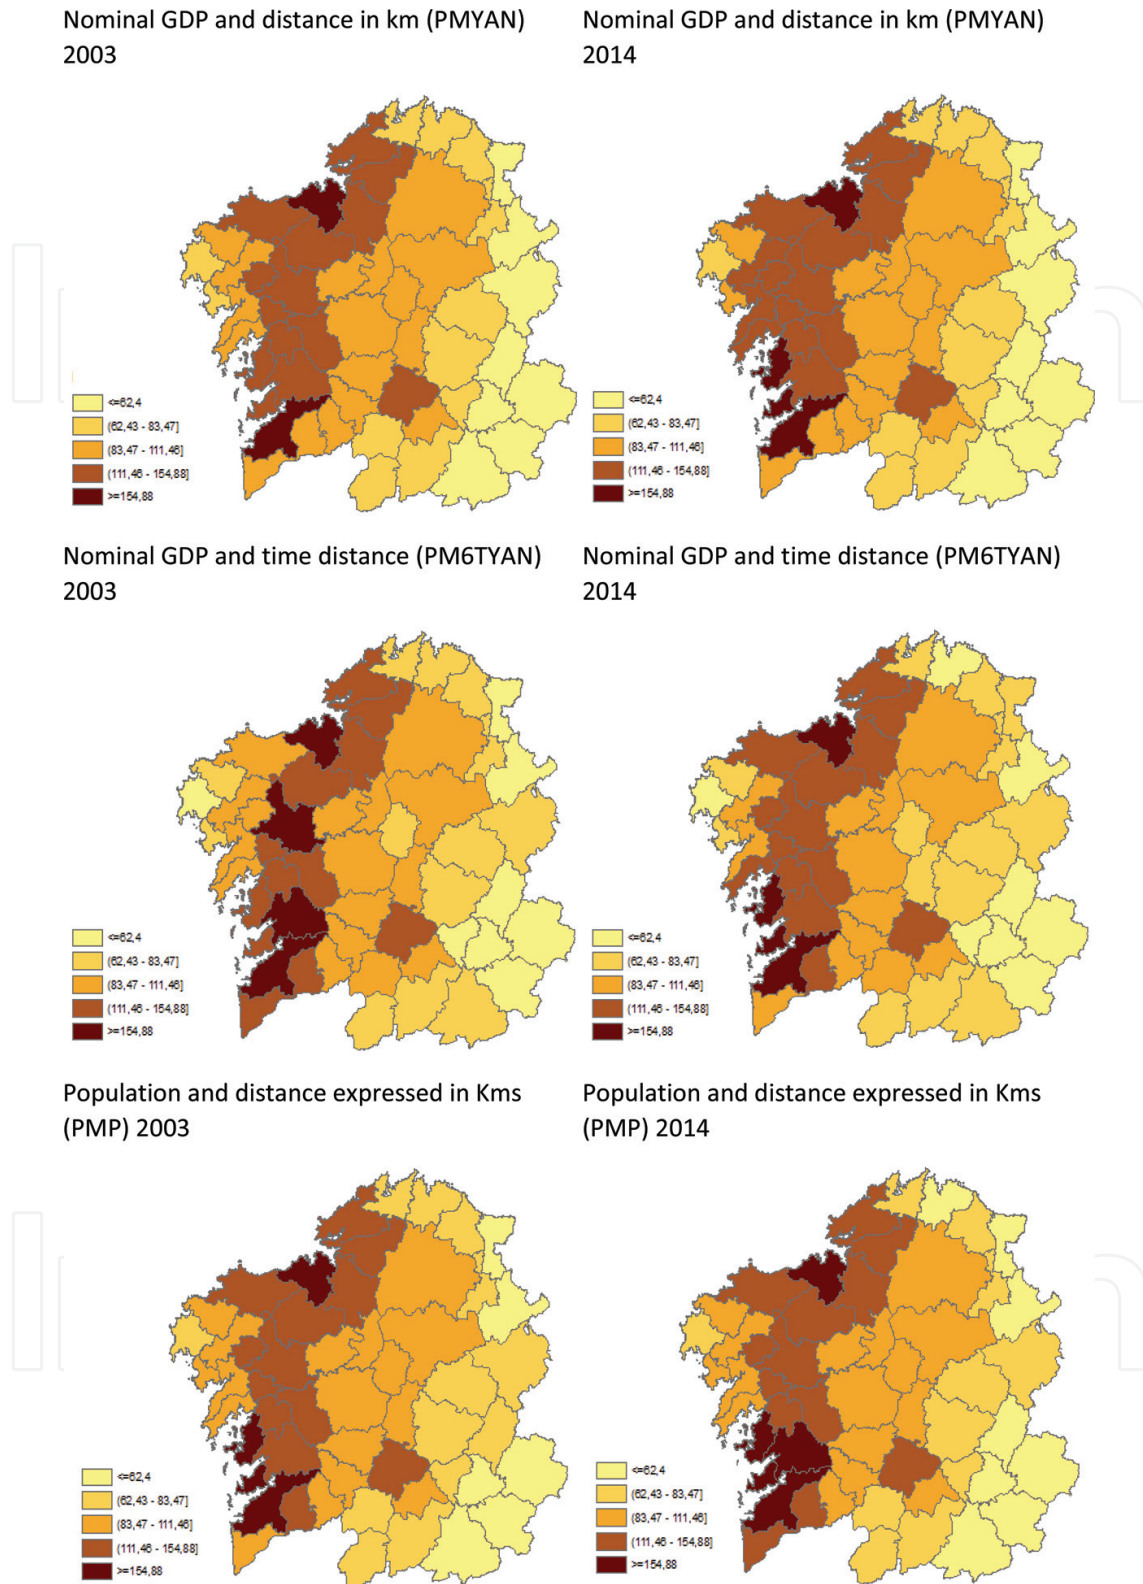 Nominal GDP and distance in km (PMYAN)
2003
Nominal GDP and distance in km (PMYAN)
2014
<=62,4
(62,43 - 83,47]
(83,47 - 111,46]
(111,46 - 154,88]
>=154,88
<=62,4
(62,43 - 83,47]
(83,47 - 111,46]
(111,46 - 154,88]
>=154,88
Nominal GDP and time distance (PM6TYAN)
2003
Nominal GDP and time distance (PM6TYAN)
2014
<=62,4
(62,43 - 83,47]
(83,47 - 111,46]
(111,46 - 154,88]
>=154,88
<=62,4
(62,43 - 83,47]
(83,47 - 111,46]
(111,46 - 154,88]
>=154,88
Population and distance expressed in Kms
(PMP) 2003
Population and distance expressed in Kms
(PMP) 2014
<=62,4
(62,43 - 83,47]
(83,47 - 111,46]
(111,46 - 154,88]
>=154,88
<=62,4
(62,43 - 83,47]
(83,47 - 111,46]
(111,46 - 154,88]
>=154,88